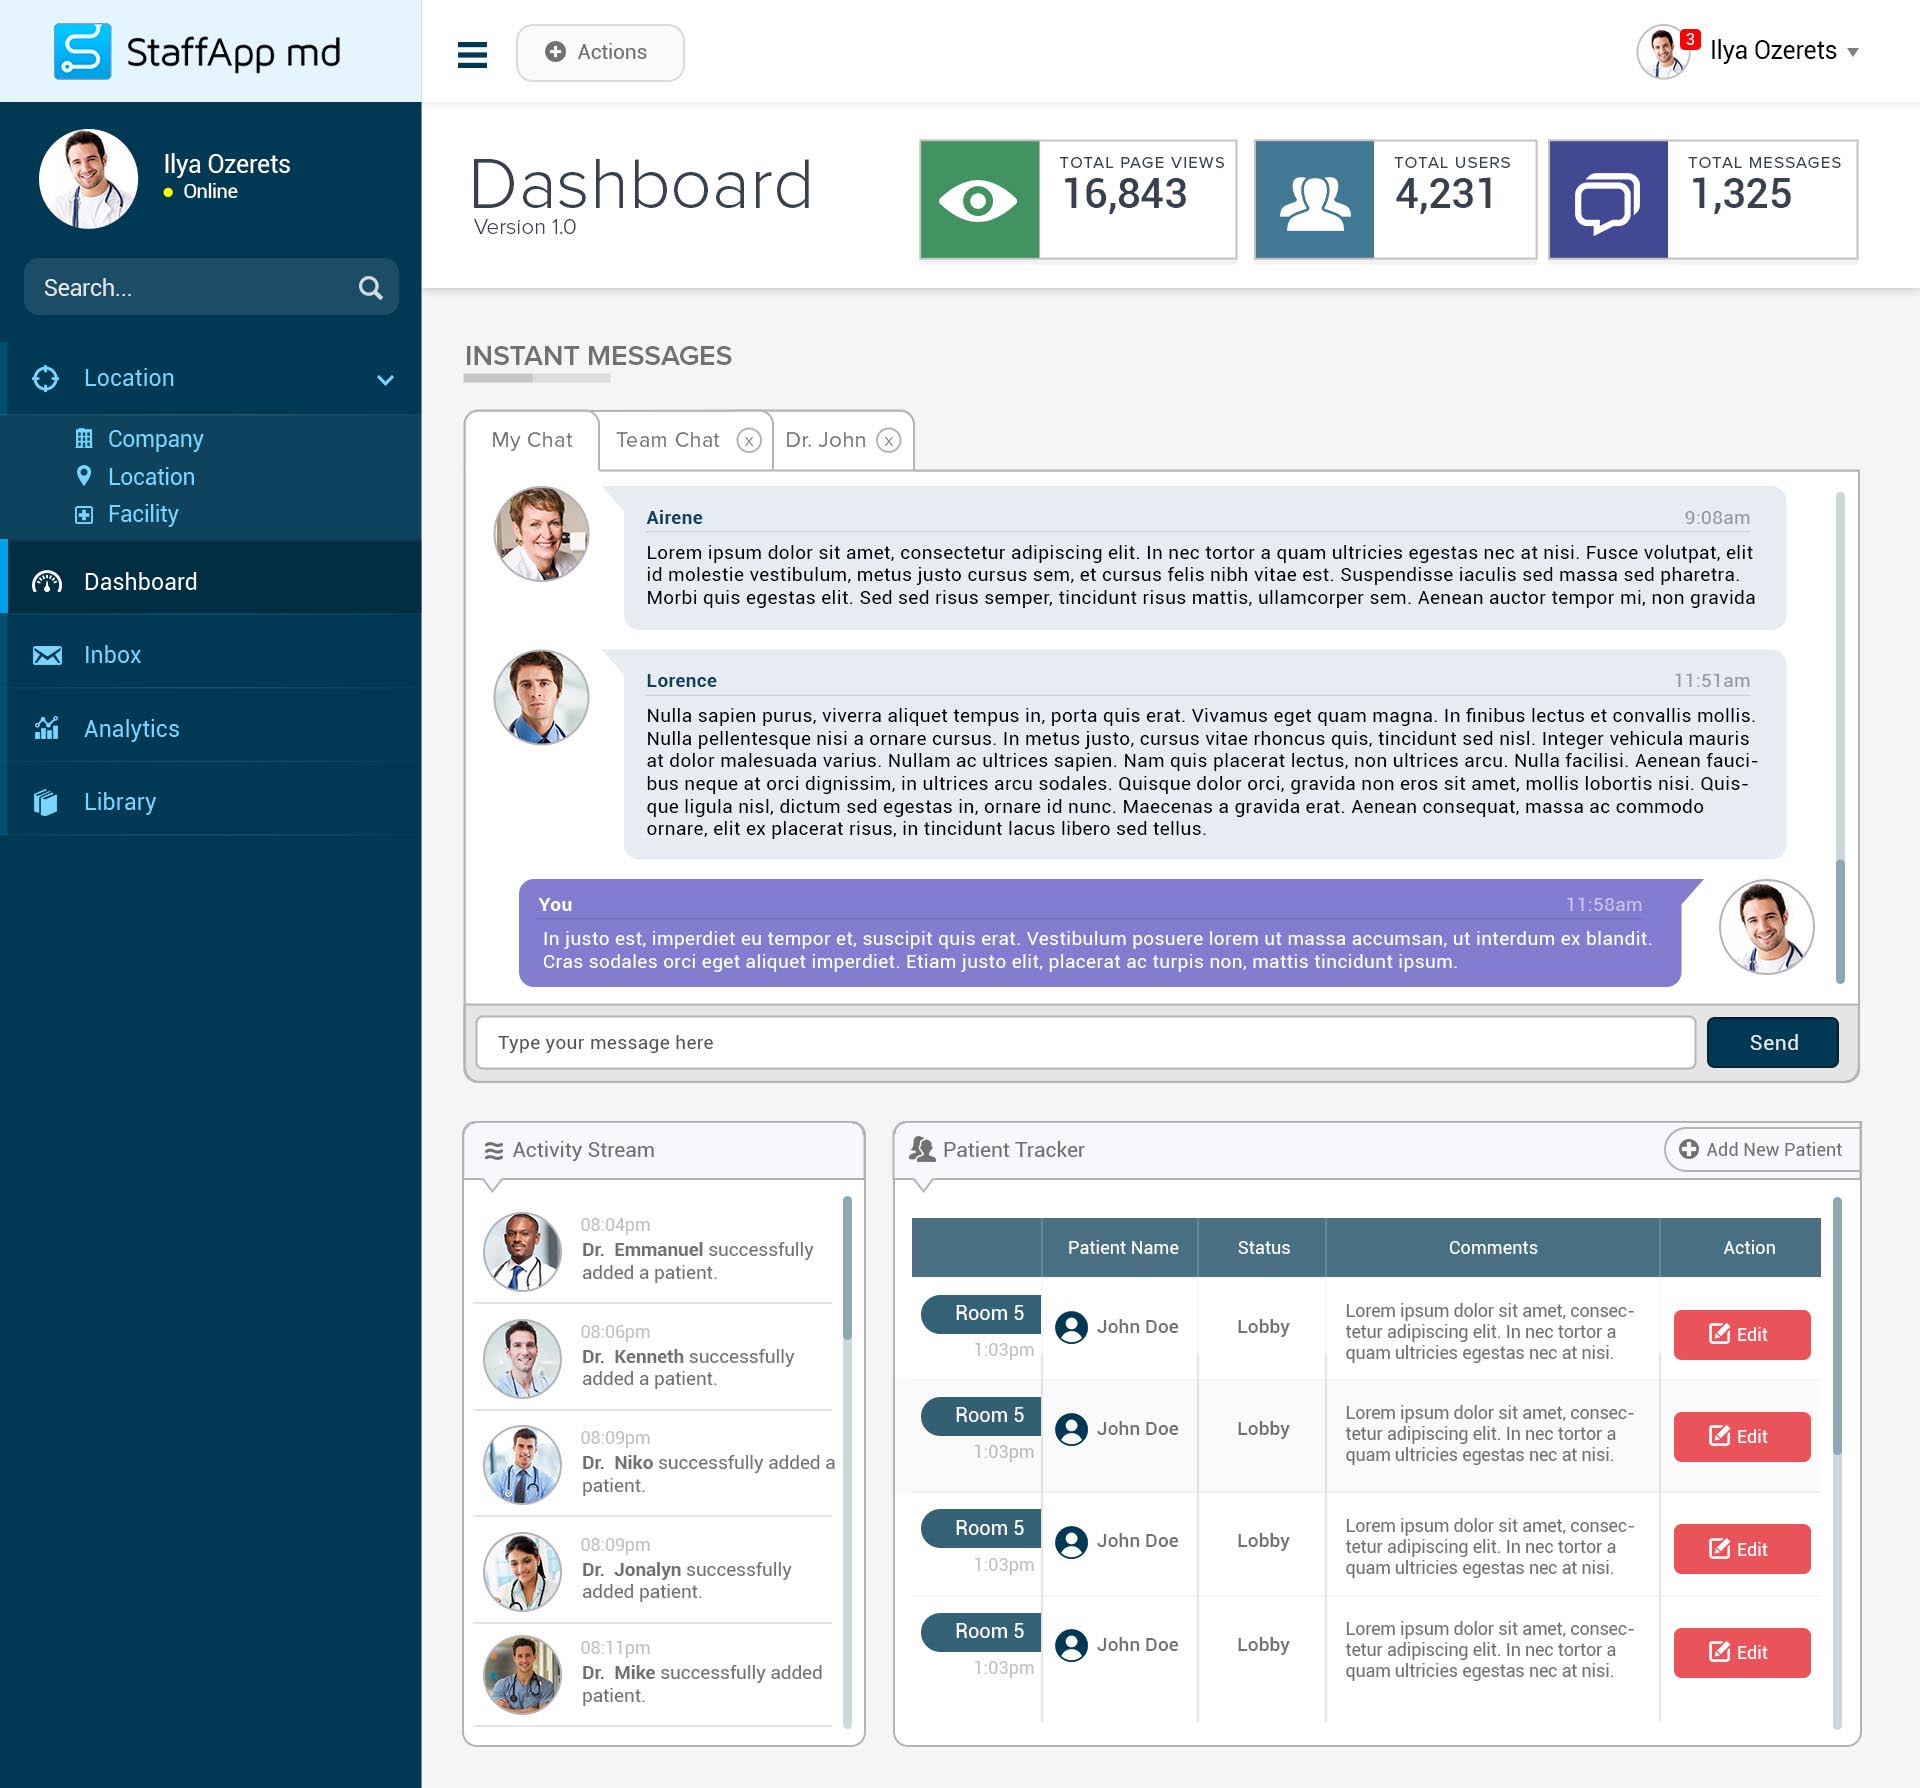 StaffApp md
Actions
3
Ilya Ozerets
Ilya Ozerets
Online
Search...
Location
Company
Location
Facility
Dashboard
Inbox
Analytics
Library
Dashboard
Version 1.0
TOTAL PAGE VIEWS
16,843
TOTAL USERS
4,231
TOTAL MESSAGES
1,325
INSTANT MESSAGES
My Chat
Team Chat x
Dr. John x
Airene 9:08am
Lorem ipsum dolor sit amet, consectetur adipiscing elit. In nec tortor a quam ultricies egestas nec at nisi. Fusce volutpat, elit
id molestie vestibulum, metus justo cursus sem, et cursus felis nibh vitae est. Suspendisse iaculis sed massa sed pharetra.
Morbi quis egestas elit. Sed sed risus semper, tincidunt risus mattis, ullamcorper sem. Aenean auctor tempor mi, non gravida
Lorence 11:51am
Nulla sapien purus, viverra aliquet tempus in, porta quis erat. Vivamus eget quam magna. In finibus lectus et convallis mollis.
Nulla pellentesque nisi a ornare cursus. In metus justo, cursus vitae rhoncus quis, tincidunt sed nisl. Integer vehicula mauris
at dolor malesuada varius. Nullam ac ultrices sapien. Nam quis placerat lectus, non ultrices arcu. Nulla facilisi. Aenean fauci-
bus neque at orci dignissim, in ultrices arcu sodales. Quisque dolor orci, gravida non eros sit amet, mollis lobortis nisi. Quis-
que ligula nisl, dictum sed egestas in, ornare id nunc. Maecenas a gravida erat. Aenean consequat, massa ac commodo
ornare, elit ex placerat risus, in tincidunt lacus libero sed tellus.
You 11:58am
In justo est, imperdiet eu tempor et, suscipit quis erat. Vestibulum posuere lorem ut massa accumsan, ut interdum ex blandit.
Cras sodales orci eget aliquet imperdiet. Etiam justo elit, placerat ac turpis non, mattis tincidunt ipsum.
Type your message here
Send
Activity Stream
08:04pm
Dr. Emmanuel successfully
added a patient.
08:06pm
Dr. Kenneth successfully
added a patient.
08:09pm
Dr. Niko successfully added a
patient.
08:09pm
Dr. Jonalyn successfully
added patient.
08:11pm
Dr. Mike successfully added
patient.
Patient Tracker
Add New Patient
Patient Name Status Comments Action
Room 5
1:03pm
John Doe
Lobby
Lorem ipsum dolor sit amet, consec-
tetur adipiscing elit. In nec tortor a
quam ultricies egestas nec at nisi.
Edit
Room 5
1:03pm
John Doe
Lobby
Lorem ipsum dolor sit amet, consec-
tetur adipiscing elit. In nec tortor a
quam ultricies egestas nec at nisi.
Edit
Room 5
1:03pm
John Doe
Lobby
Lorem ipsum dolor sit amet, consec-
tetur adipiscing elit. In nec tortor a
quam ultricies egestas nec at nisi.
Edit
Room 5
1:03pm
John Doe
Lobby
Lorem ipsum dolor sit amet, consec-
tetur adipiscing elit. In nec tortor a
quam ultricies egestas nec at nisi.
Edit